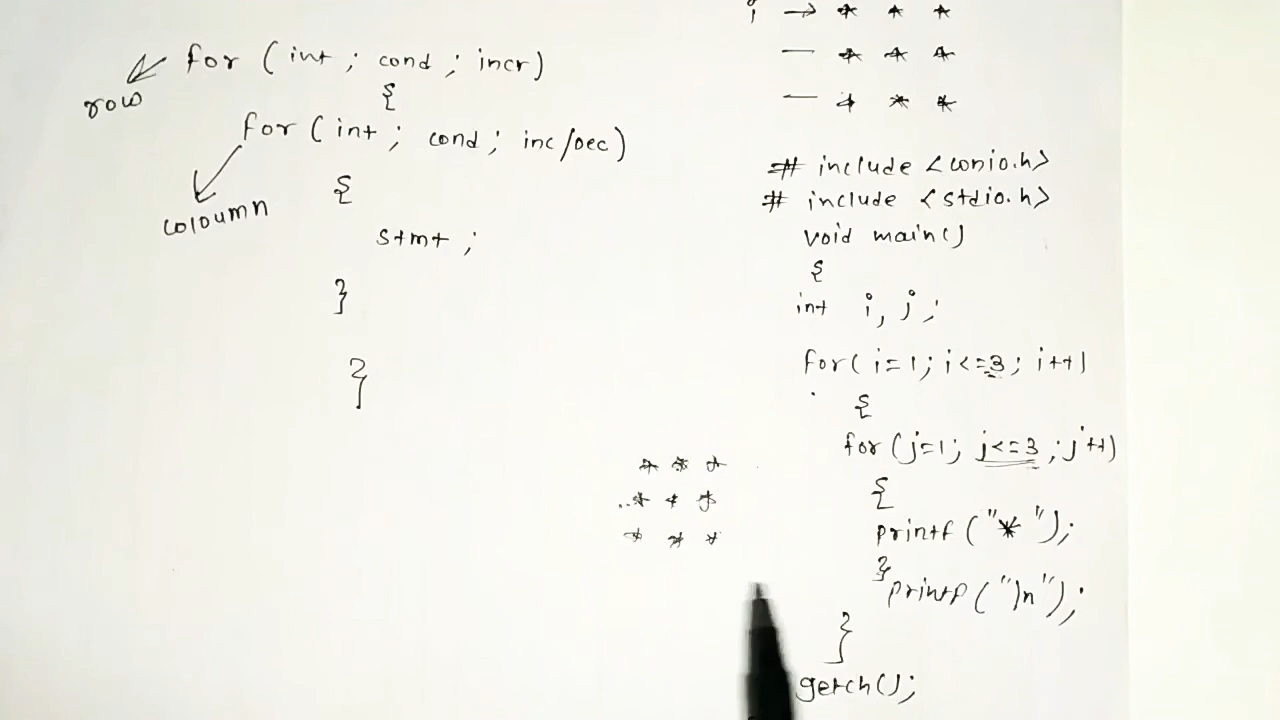 for (int ; cond ; incr)
row
{
for (int ; cond ; inc/Dec)
coloumn
{
stmt ;
}
}
i → * * *
— * * *
— * * *
# include <conio.h>
# include <stdio.h>
void main()
{
int i, j ;
for( i=1; i<=3; i++)
{
for (j=1; j<=3 ; j++)
{
printf ("* ");
}
printf ("\n");
}
getch();
* * *
* * *
* * *